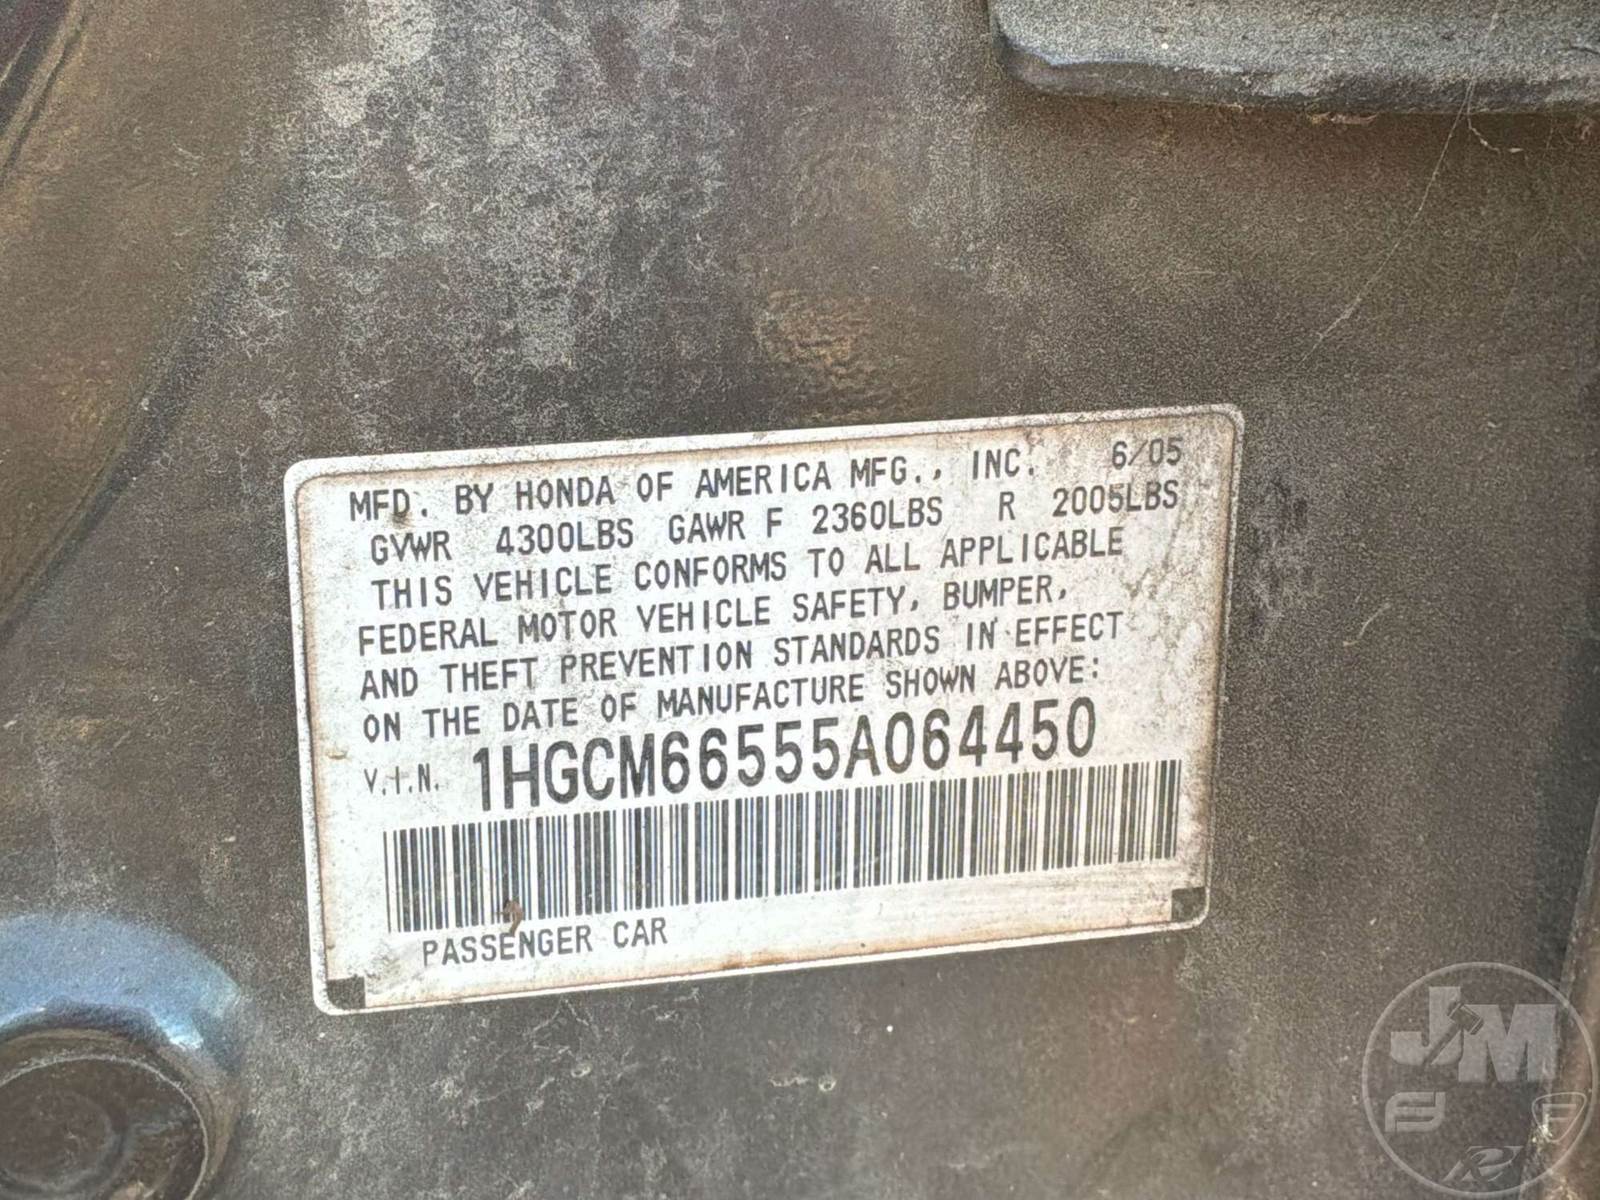 MFD. BY HONDA OF AMERICA MFG., INC. 6/05
GVWR 4300LBS GAWR F 2360LBS R 2005LBS
THIS VEHICLE CONFORMS TO ALL APPLICABLE
FEDERAL MOTOR VEHICLE SAFETY, BUMPER,
AND THEFT PREVENTION STANDARDS IN EFFECT
ON THE DATE OF MANUFACTURE SHOWN ABOVE:
V.I.N. 1HGCM66555A064450
PASSENGER CAR
JM